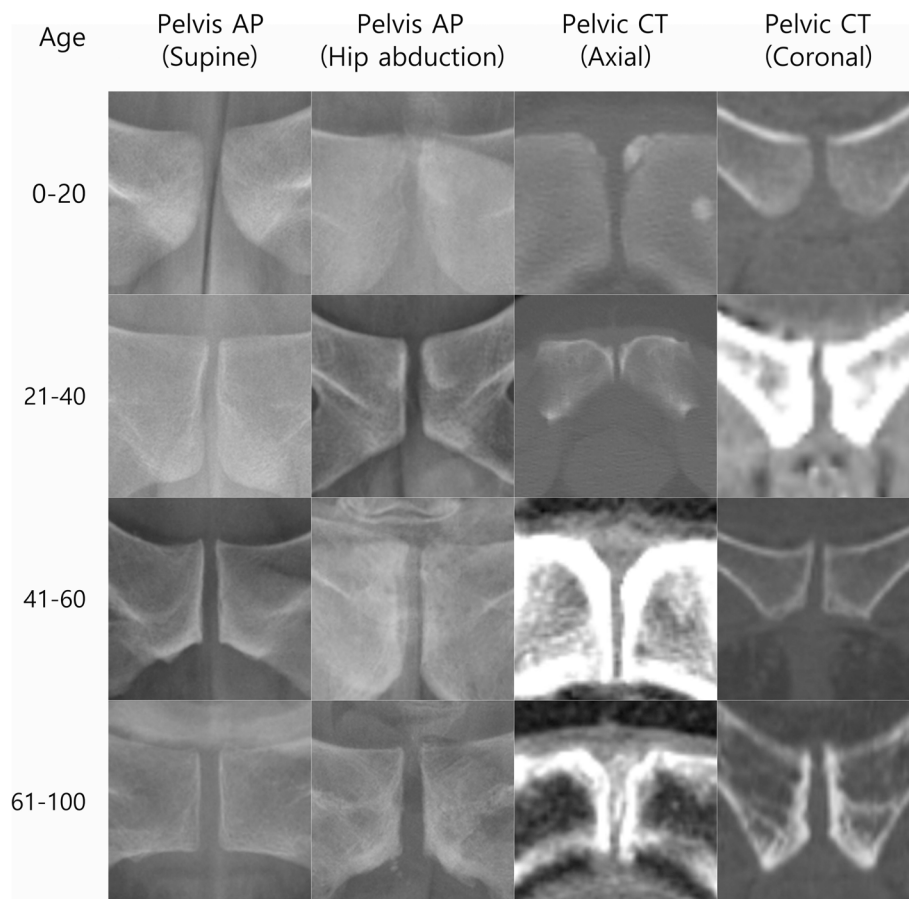 Age
Pelvis AP
(Supine)
Pelvis AP
(Hip abduction)
Pelvic CT
(Axial)
Pelvic CT
(Coronal)
0-20
21-40
41-60
61-100